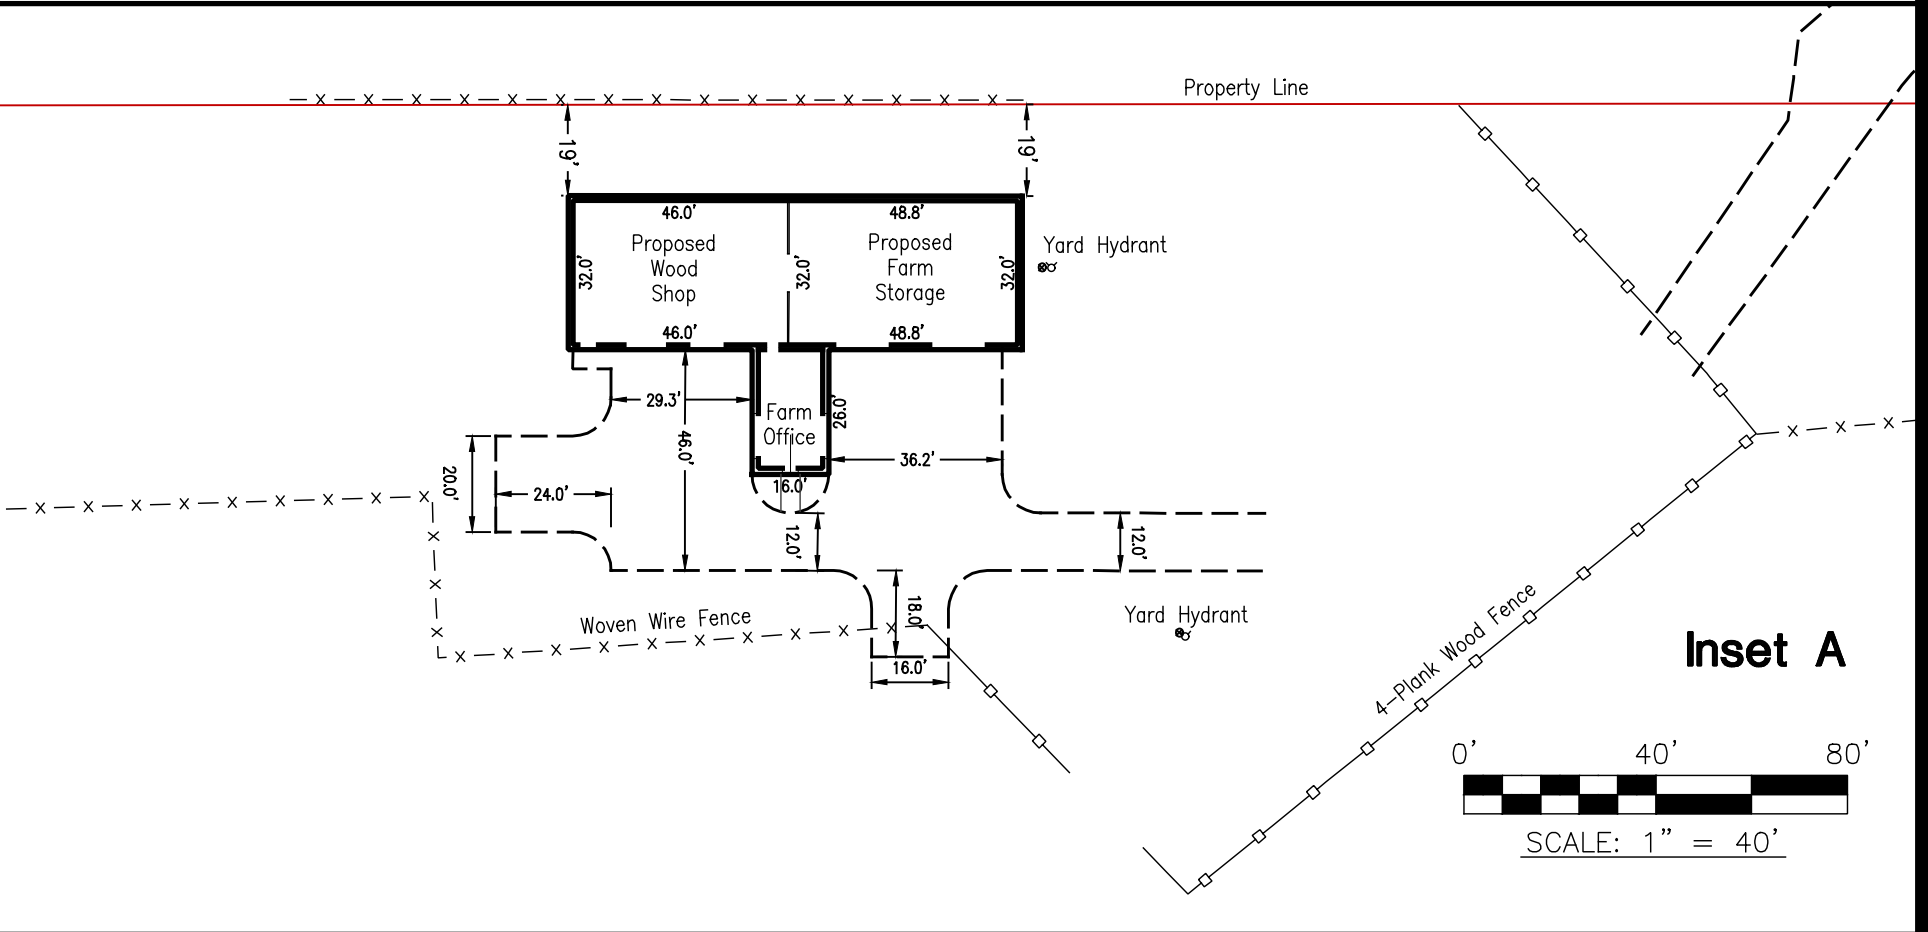 Property Line
19'
19'
46.0'
48.8'
Proposed
Wood
Shop
Proposed
Farm
Storage
32.0'
32.0'
32.0'
Yard Hydrant
46.0'
48.8'
29.3'
46.0'
Farm
Office
26.0'
36.2'
16.0'
20.0'
24.0'
12.0'
12.0'
18.0'
16.0'
Woven Wire Fence
Yard Hydrant
4-Plank Wood Fence
Inset A
0' 40' 80'
SCALE: 1" = 40'